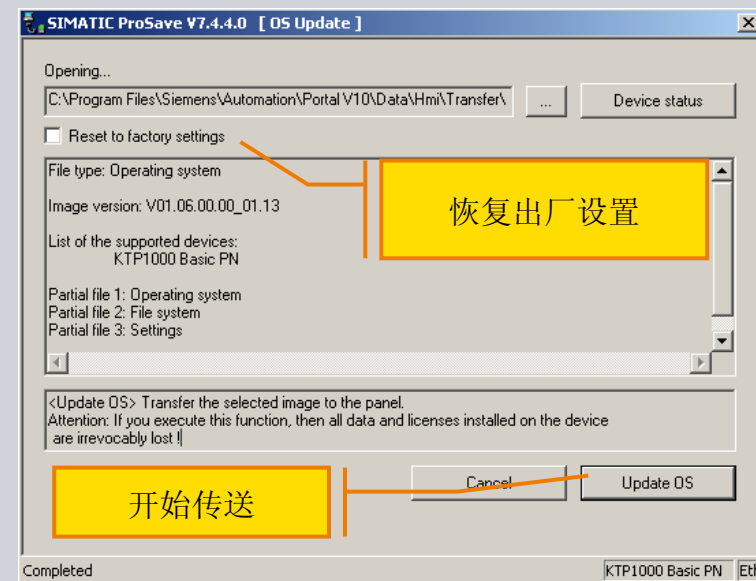 SIMATIC ProSave V7.4.4.0 [ OS Update ]
Opening...
C:\Program Files\Siemens\Automation\Portal V10\Data\Hmi\Transfer\
...
Device status
Reset to factory settings
File type: Operating system
Image version: V01.06.00.00_01.13
List of the supported devices:
KTP1000 Basic PN
Partial file 1: Operating system
Partial file 2: File system
Partial file 3: Settings
恢复出厂设置
<Update OS> Transfer the selected image to the panel.
Attention: If you execute this function, then all data and licenses installed on the device
are irrevocably lost !
开始传送
Cancel
Update OS
Completed
KTP1000 Basic PN